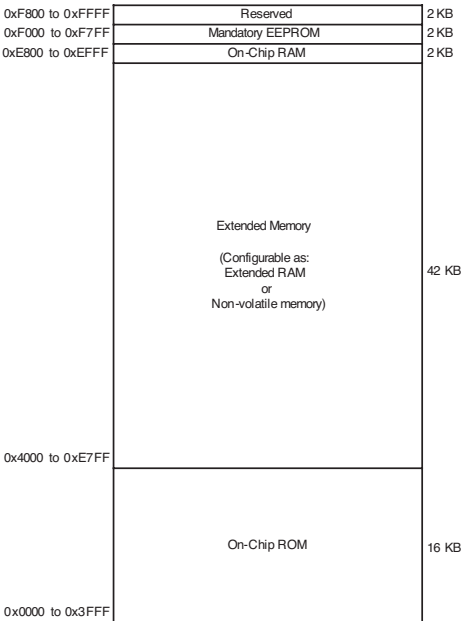 0xF800 to 0xFFFF Reserved 2 KB
0xF000 to 0xF7FF Mandatory EEPROM 2 KB
0xE800 to 0xEFFF On-Chip RAM 2 KB
Extended Memory
(Configurable as:
Extended RAM
or
Non-volatile memory)
42 KB
0x4000 to 0xE7FF
On-Chip ROM
16 KB
0x0000 to 0x3FFF